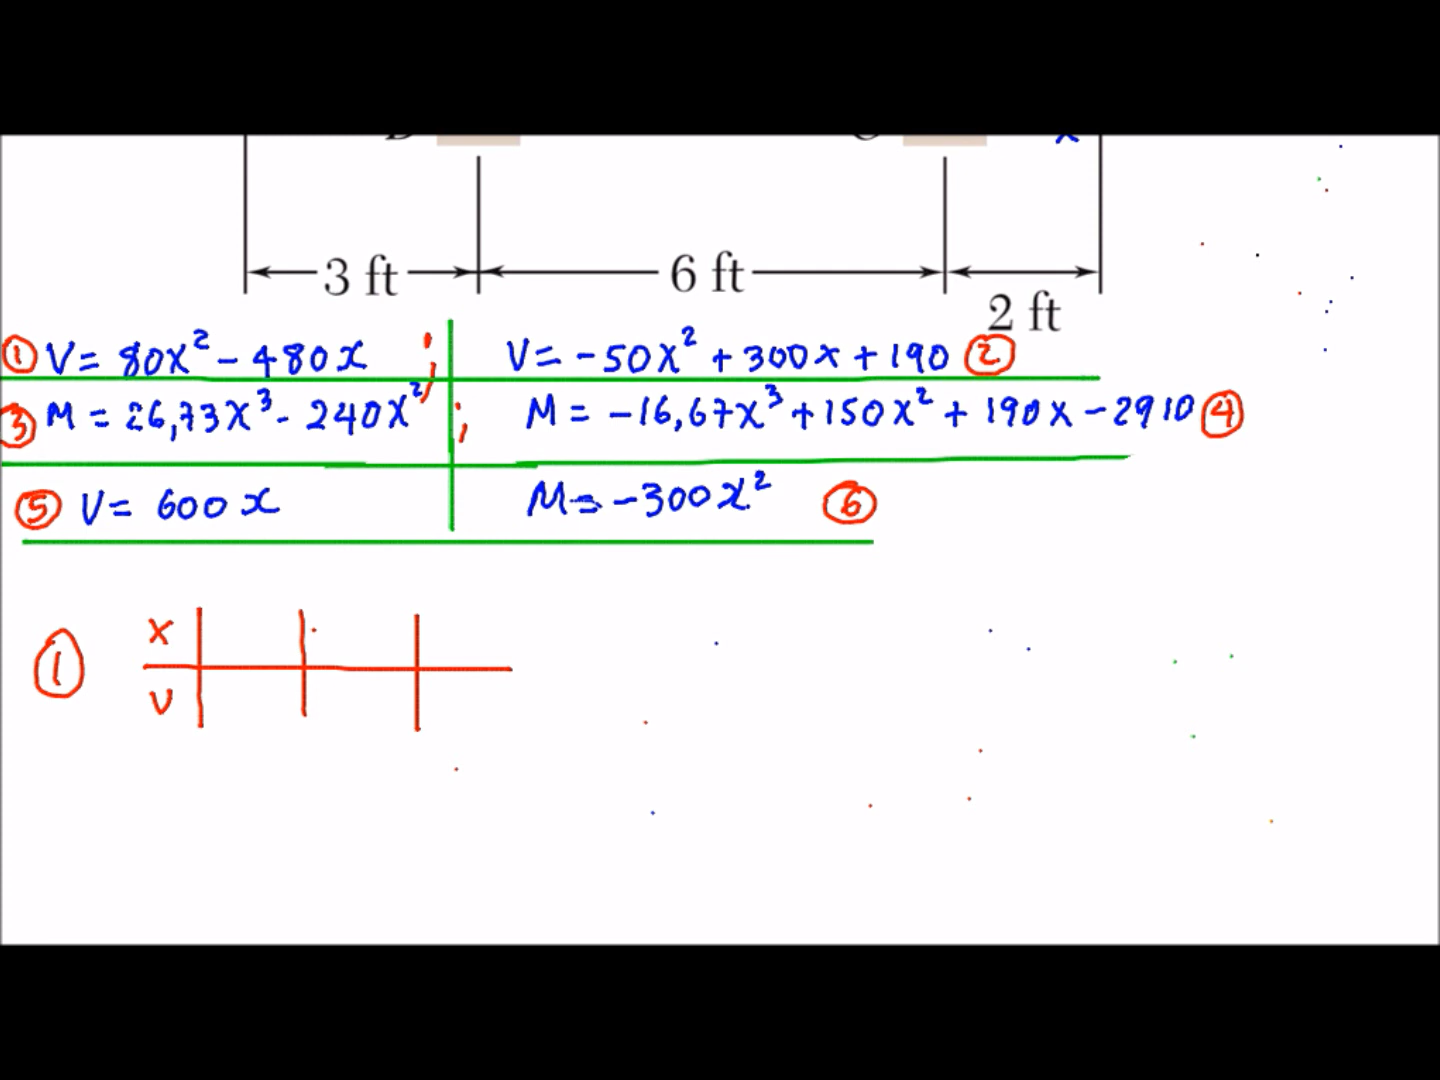 3 ft 6 ft
2 ft
① V = 80x² - 480x ; V = -50x² + 300x + 190 ②
③ M = 26,73x³ - 240x² ; M = -16,67x³ + 150x² + 190x - 2910 ④
⑤ V = 600x M = -300x² ⑥
① x
V